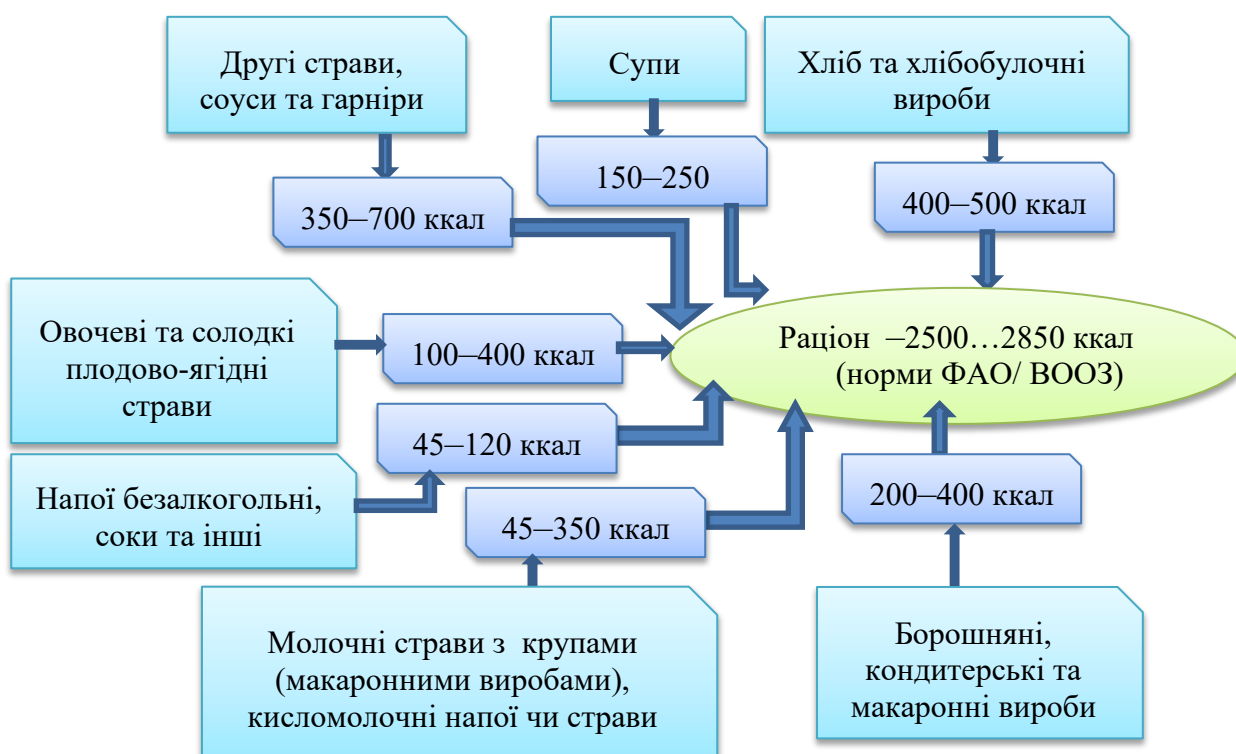 Другі страви,
соуси та гарніри
Супи
Хліб та хлібобулочні
вироби
350–700 ккал
150–250
400–500 ккал
Овочеві та солодкі
плодово-ягідні
страви
100–400 ккал
Раціон –2500…2850 ккал
(норми ФАО/ ВООЗ)
Напої безалкогольні,
соки та інші
45–120 ккал
45–350 ккал
200–400 ккал
Молочні страви з крупами
(макаронними виробами),
кисломолочні напої чи страви
Борошняні,
кондитерські та
макаронні вироби